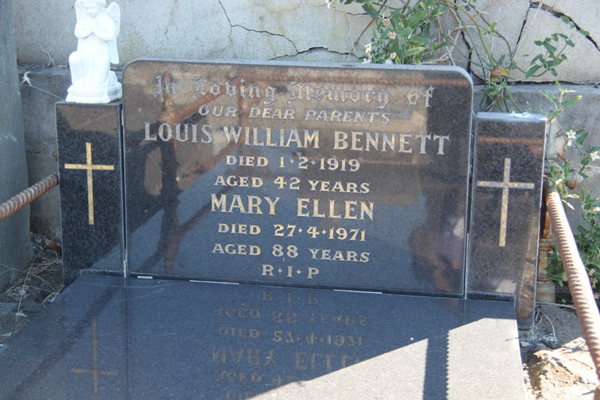 In Loving Memory of
OUR DEAR PARENTS
LOUIS WILLIAM BENNETT
DIED 1·2·1919
AGED 42 YEARS
MARY ELLEN
DIED 27·4·1971
AGED 88 YEARS
R·I·P